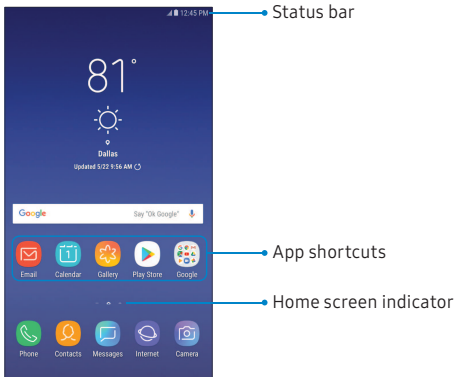 12:45 PM
Status bar
81°
Dallas
Updated 5/22 9:56 AM
Google Say "Ok Google"
1
Email Calendar Gallery Play Store Google
App shortcuts
Home screen indicator
Phone Contacts Messages Internet Camera